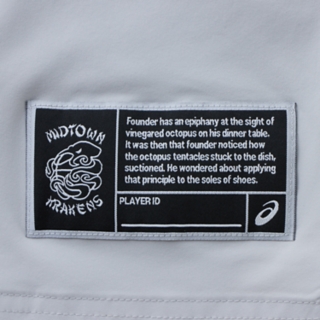 MIDTOWN
KRAKENS
Founder has an epiphany at the sight of
vinegared octopus on his dinner table.
It was then that founder noticed how
the octopus tentacles stuck to the dish,
suctioned. He wondered about applying
that principle to the soles of shoes.
PLAYER ID